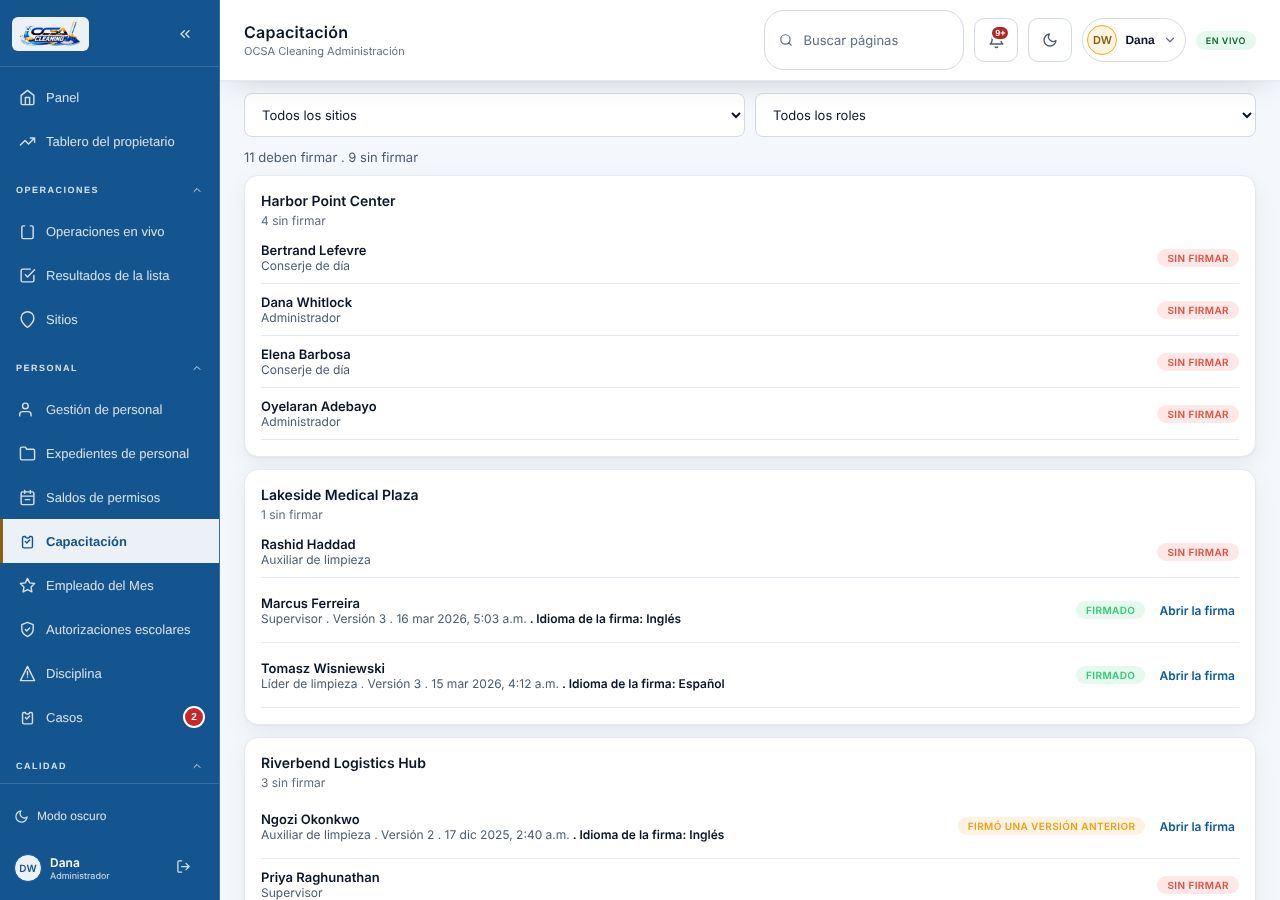 OCSA
CLEANING
Panel
Tablero del propietario
OPERACIONES
Operaciones en vivo
Resultados de la lista
Sitios
PERSONAL
Gestión de personal
Expedientes de personal
Saldos de permisos
Capacitación
Empleado del Mes
Autorizaciones escolares
Disciplina
Casos
2
CALIDAD
Modo oscuro
DW
Dana
Administrador
Capacitación
OCSA Cleaning Administración
Buscar páginas
9+
DW
Dana
EN VIVO
Todos los sitios
Todos los roles
11 deben firmar . 9 sin firmar
Harbor Point Center
4 sin firmar
Bertrand Lefevre
Conserje de día
SIN FIRMAR
Dana Whitlock
Administrador
SIN FIRMAR
Elena Barbosa
Conserje de día
SIN FIRMAR
Oyelaran Adebayo
Administrador
SIN FIRMAR
Lakeside Medical Plaza
1 sin firmar
Rashid Haddad
Auxiliar de limpieza
SIN FIRMAR
Marcus Ferreira
Supervisor . Versión 3 . 16 mar 2026, 5:03 a.m. . Idioma de la firma: Inglés
FIRMADO
Abrir la firma
Tomasz Wisniewski
Líder de limpieza . Versión 3 . 15 mar 2026, 4:12 a.m. . Idioma de la firma: Español
FIRMADO
Abrir la firma
Riverbend Logistics Hub
3 sin firmar
Ngozi Okonkwo
Auxiliar de limpieza . Versión 2 . 17 dic 2025, 2:40 a.m. . Idioma de la firma: Inglés
FIRMÓ UNA VERSIÓN ANTERIOR
Abrir la firma
Priya Raghunathan
Supervisor
SIN FIRMAR